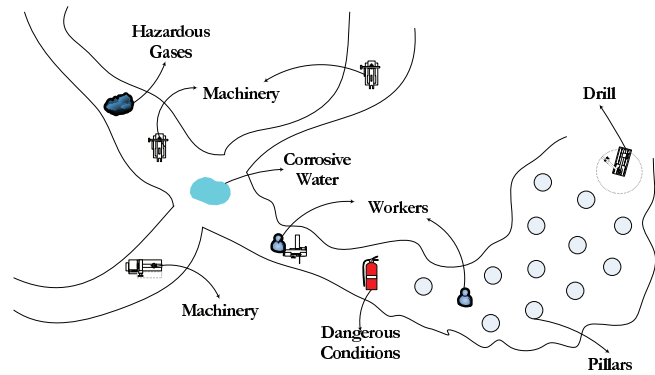 Hazardous
Gases
Machinery
Drill
Corrosive
Water
Workers
Machinery
Dangerous
Conditions
Pillars